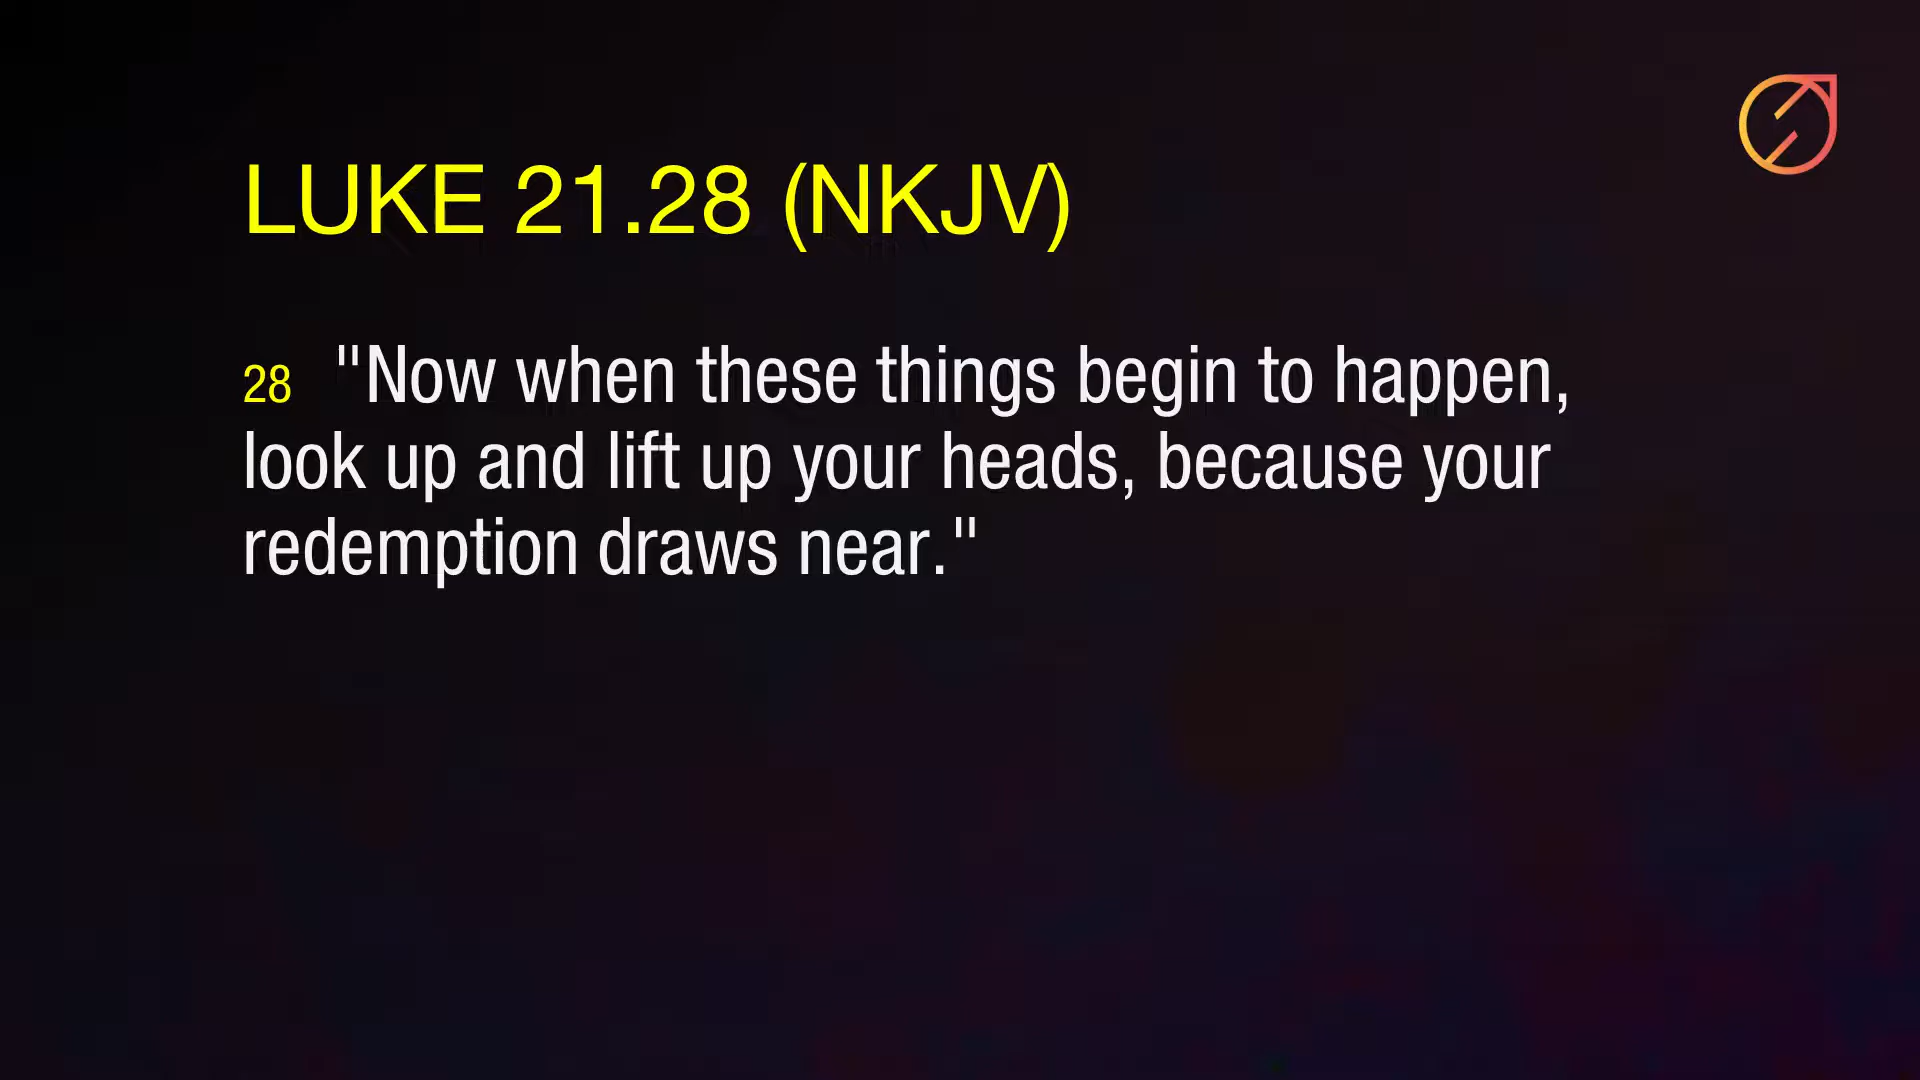 LUKE 21.28 (NKJV)
28 "Now when these things begin to happen,
look up and lift up your heads, because your
redemption draws near."